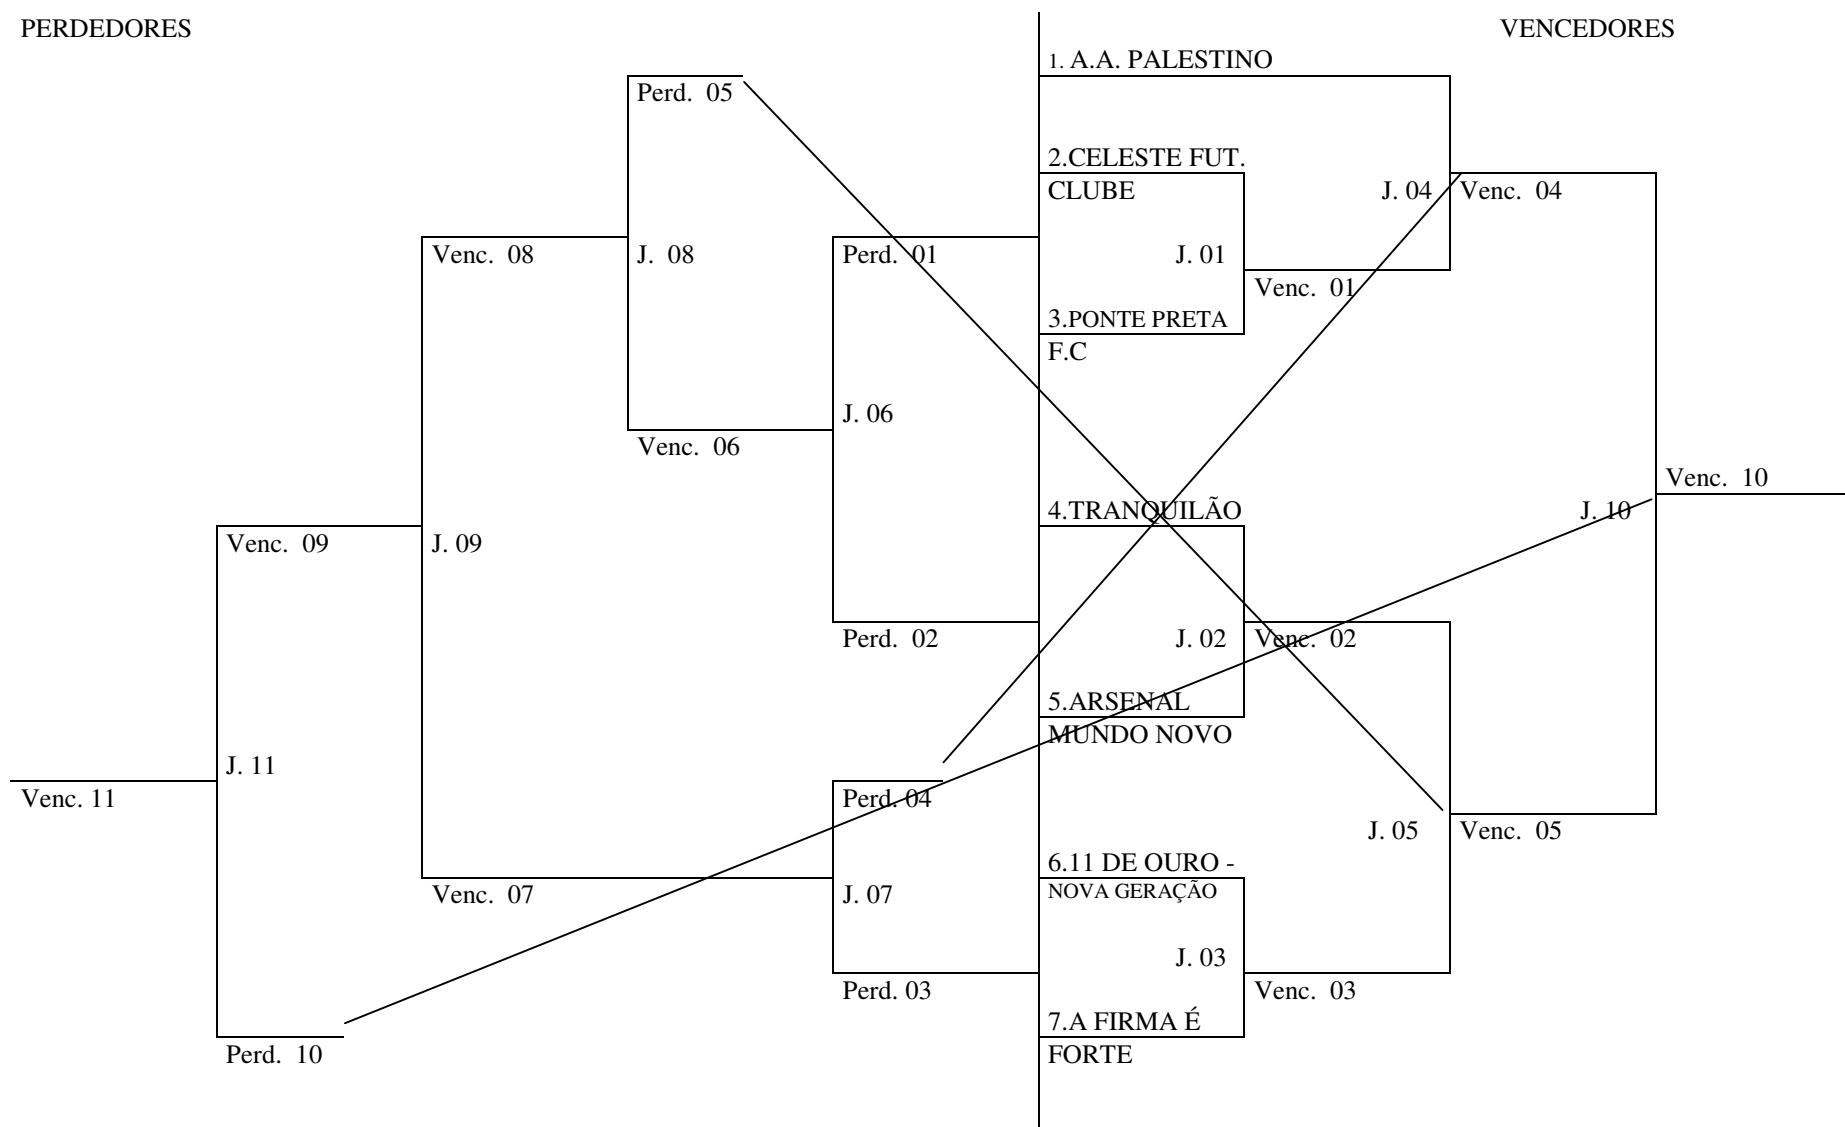 PERDEDORES
VENCEDORES
1. A.A. PALESTINO
Perd. 05
2.CELESTE FUT.
CLUBE
J. 04
Venc. 04
Venc. 08
J. 08
Perd. 01
J. 01
Venc. 01
3.PONTE PRETA
F.C
J. 06
Venc. 06
Venc. 10
4.TRANQUILÃO
J. 10
Venc. 09
J. 09
Perd. 02
J. 02
Venc. 02
5.ARSENAL
MUNDO NOVO
J. 11
Venc. 11
Perd. 04
J. 05
Venc. 05
6.11 DE OURO -
NOVA GERAÇÃO
Venc. 07
J. 07
J. 03
Perd. 03
Venc. 03
7.A FIRMA É
FORTE
Perd. 10